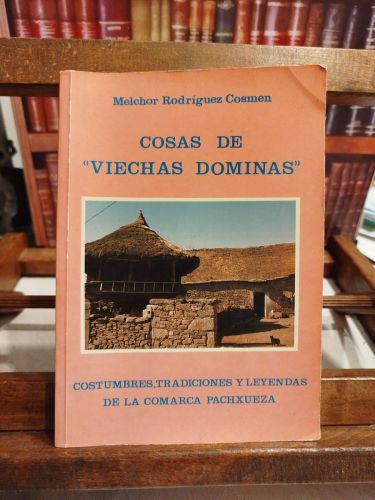 Melchor Rodríguez Cosmen
COSAS DE
“VIECHAS DOMINAS”
COSTUMBRES, TRADICIONES Y LEYENDAS
DE LA COMARCA PACHXUEZA